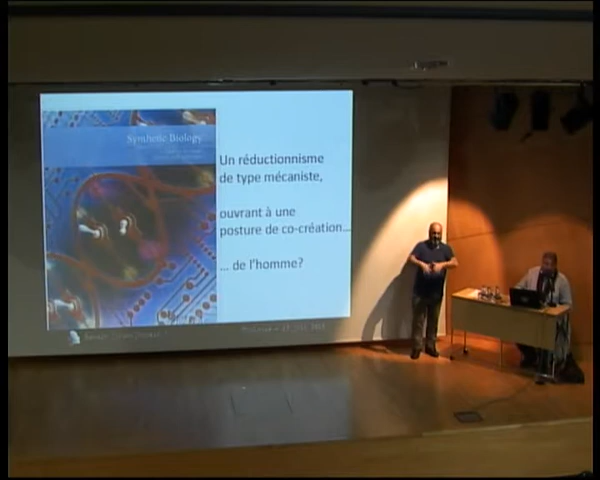 Synthetic Biology
Un réductionnisme
de type mécaniste,
ouvrant à une
posture de co-création...
... de l'homme?